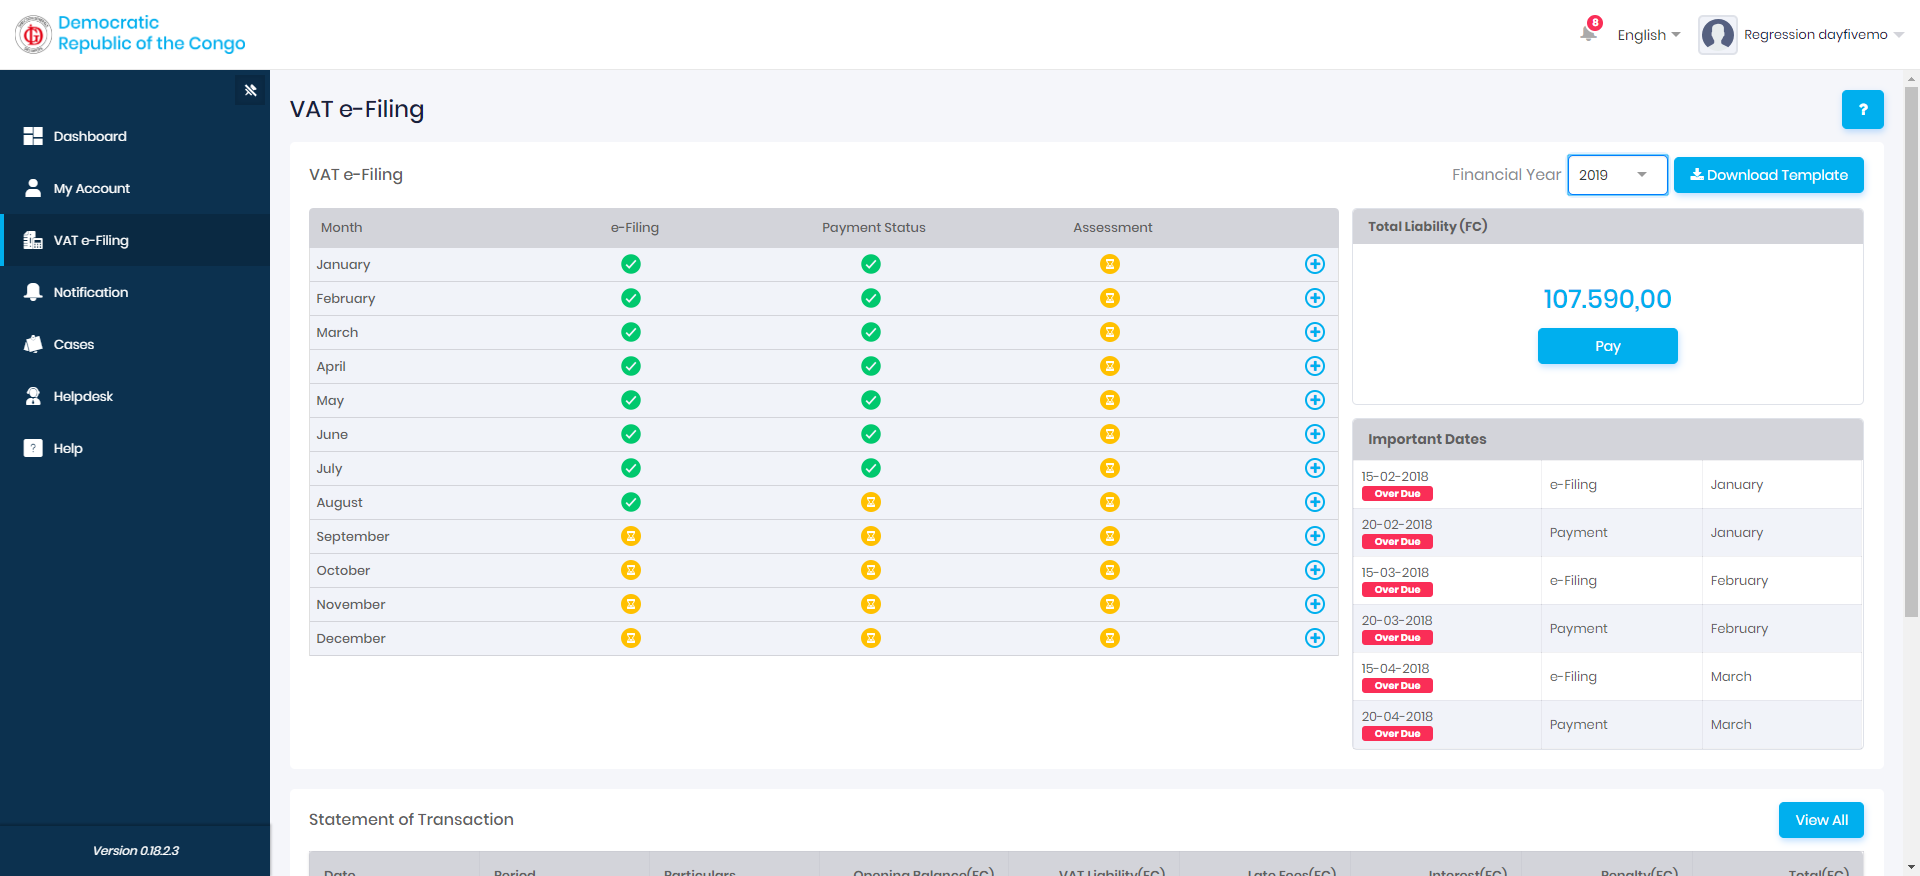 Democratic
Republic of the Congo
8
English
Regression dayfivemo
Dashboard
My Account
VAT e-Filing
Notification
Cases
Helpdesk
? Help
Version 0.18.2.3
VAT e-Filing
?
VAT e-Filing
Financial Year 2019 Download Template
Month e-Filing Payment Status Assessment
January
February
March
April
May
June
July
August
September
October
November
December
Total Liability (FC)
107.590,00
Pay
Important Dates
15-02-2018
Over Due
e-Filing January
20-02-2018
Over Due
Payment January
15-03-2018
Over Due
e-Filing February
20-03-2018
Over Due
Payment February
15-04-2018
Over Due
e-Filing March
20-04-2018
Over Due
Payment March
Statement of Transaction
View All
Date Period Particulars Opening Balance(FC) VAT Liability(FC) Late Fees(FC) Interest(FC) Penalty(FC) Total(FC)